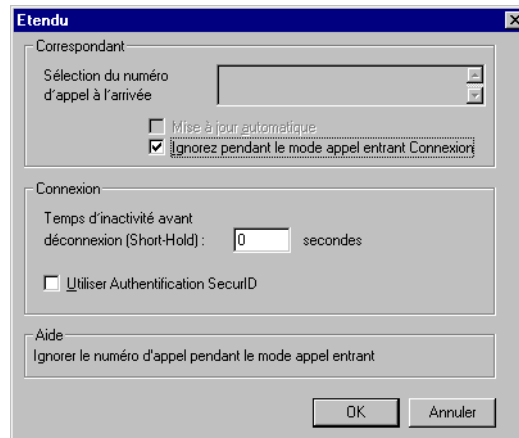 Etendu
Correspondant
Sélection du numéro
d'appel à l'arrivée
Mise à jour automatique
Ignorez pendant le mode appel entrant Connexion
Connexion
Temps d'inactivité avant
déconnexion (Short-Hold) : 0 secondes
Utiliser Authentification SecurID
Aide
Ignorer le numéro d'appel pendant le mode appel entrant
OK Annuler